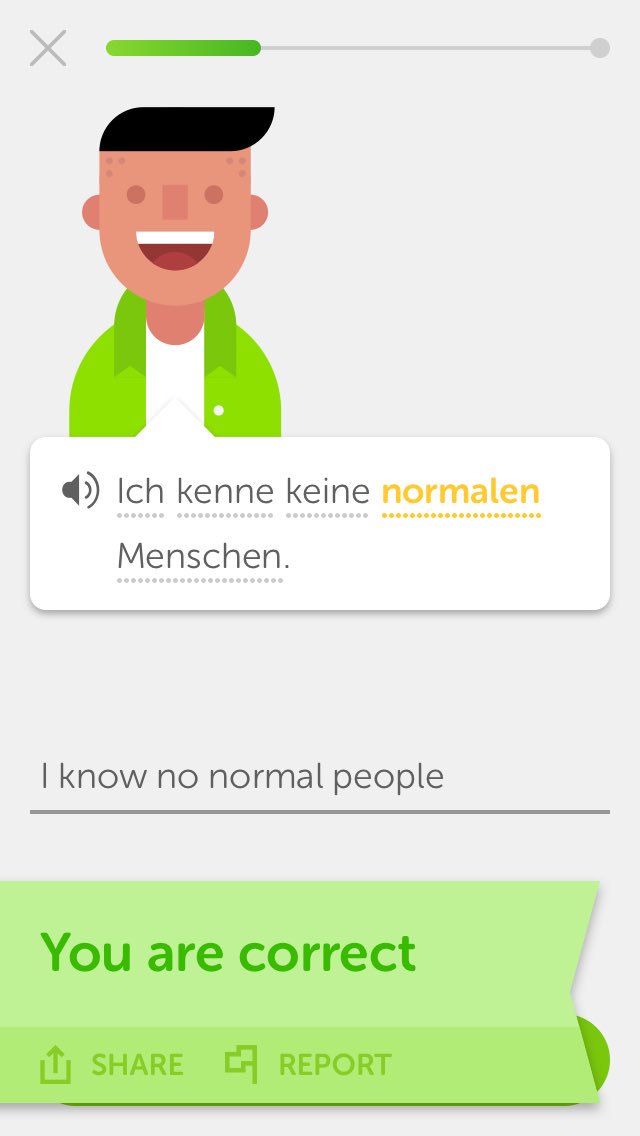 Ich kenne keine normalen
Menschen.
I know no normal people
You are correct
SHARE REPORT